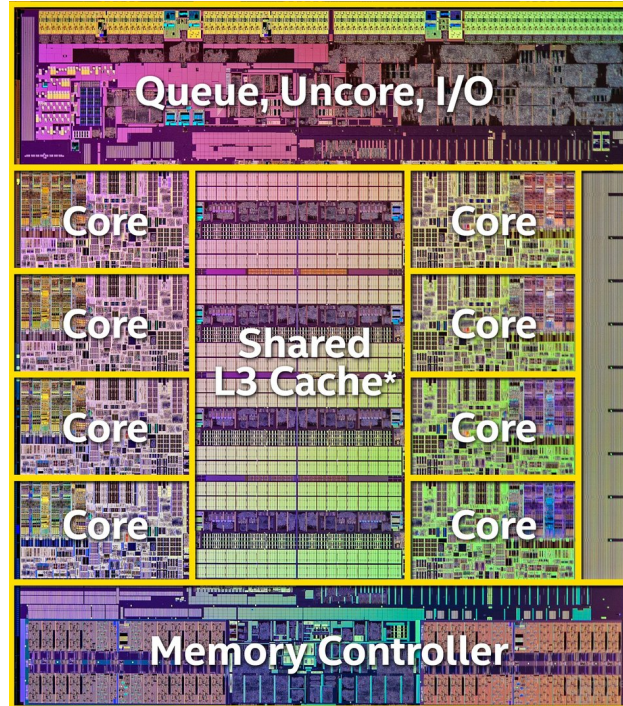 Queue, Uncore, I/O
Core
Core
Core
Core
Shared
L3 Cache*
Core
Core
Core
Core
Memory Controller